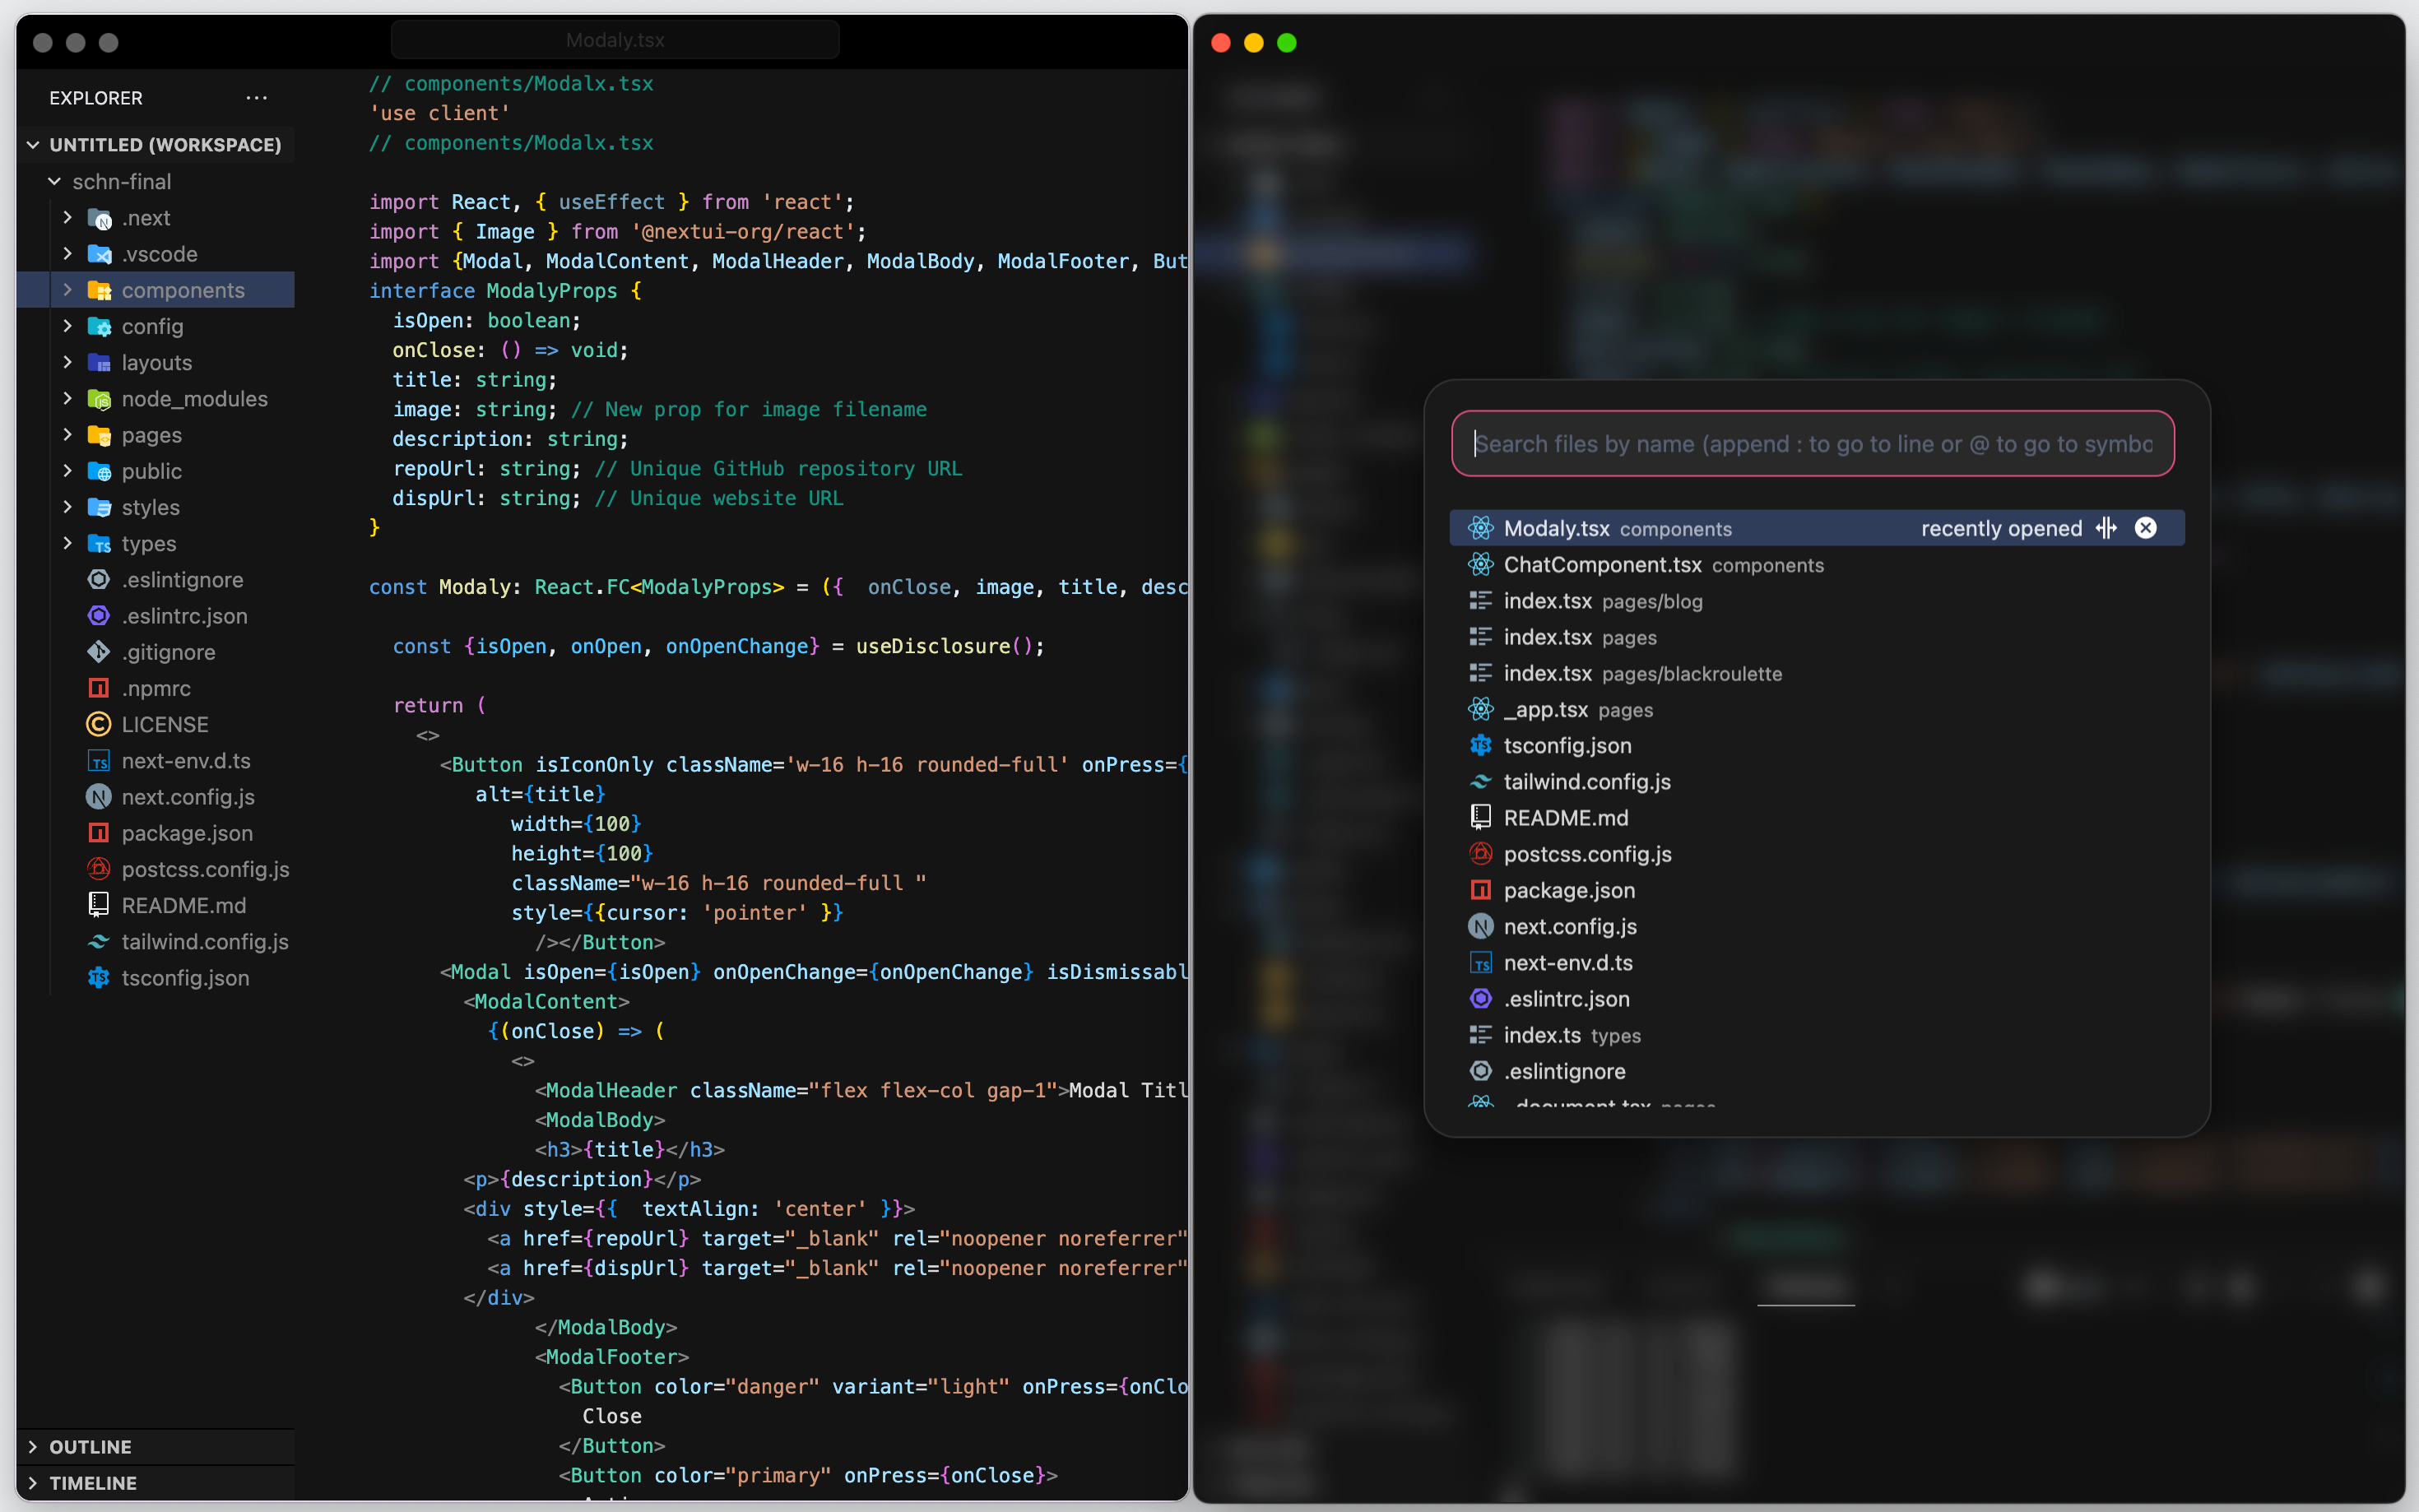 Modaly.tsx
EXPLORER
UNTITLED (WORKSPACE)
schn-final
.next
.vscode
components
config
layouts
node_modules
pages
public
styles
types
.eslintignore
.eslintrc.json
.gitignore
.npmrc
LICENSE
next-env.d.ts
next.config.js
package.json
postcss.config.js
README.md
tailwind.config.js
tsconfig.json
OUTLINE
TIMELINE
// components/Modalx.tsx
'use client'
// components/Modalx.tsx
import React, { useEffect } from 'react';
import { Image } from '@nextui-org/react';
import {Modal, ModalContent, ModalHeader, ModalBody, ModalFooter, But
interface ModalyProps {
isOpen: boolean;
onClose: () => void;
title: string;
image: string; // New prop for image filename
description: string;
repoUrl: string; // Unique GitHub repository URL
dispUrl: string; // Unique website URL
}
const Modaly: React.FC<ModalyProps> = ({  onClose, image, title, desc
const {isOpen, onOpen, onOpenChange} = useDisclosure();
return (
<>
<Button isIconOnly className='w-16 h-16 rounded-full' onPress={
alt={title}
width={100}
height={100}
className="w-16 h-16 rounded-full "
style={{cursor: 'pointer' }}
/></Button>
<Modal isOpen={isOpen} onOpenChange={onOpenChange} isDismissabl
<ModalContent>
{(onClose) => (
<>
<ModalHeader className="flex flex-col gap-1">Modal Titl
<ModalBody>
<h3>{title}</h3>
<p>{description}</p>
<div style={{  textAlign: 'center' }}>
<a href={repoUrl} target="_blank" rel="noopener noreferrer"
<a href={dispUrl} target="_blank" rel="noopener noreferrer"
</div>
</ModalBody>
<ModalFooter>
<Button color="danger" variant="light" onPress={onClo
Close
</Button>
<Button color="primary" onPress={onClose}>
Search files by name (append : to go to line or @ to go to symbo
Modaly.tsx components recently opened
ChatComponent.tsx components
index.tsx pages/blog
index.tsx pages
index.tsx pages/blackroulette
_app.tsx pages
tsconfig.json
tailwind.config.js
README.md
postcss.config.js
package.json
next.config.js
next-env.d.ts
.eslintrc.json
index.ts types
.eslintignore
_document.tsx pages